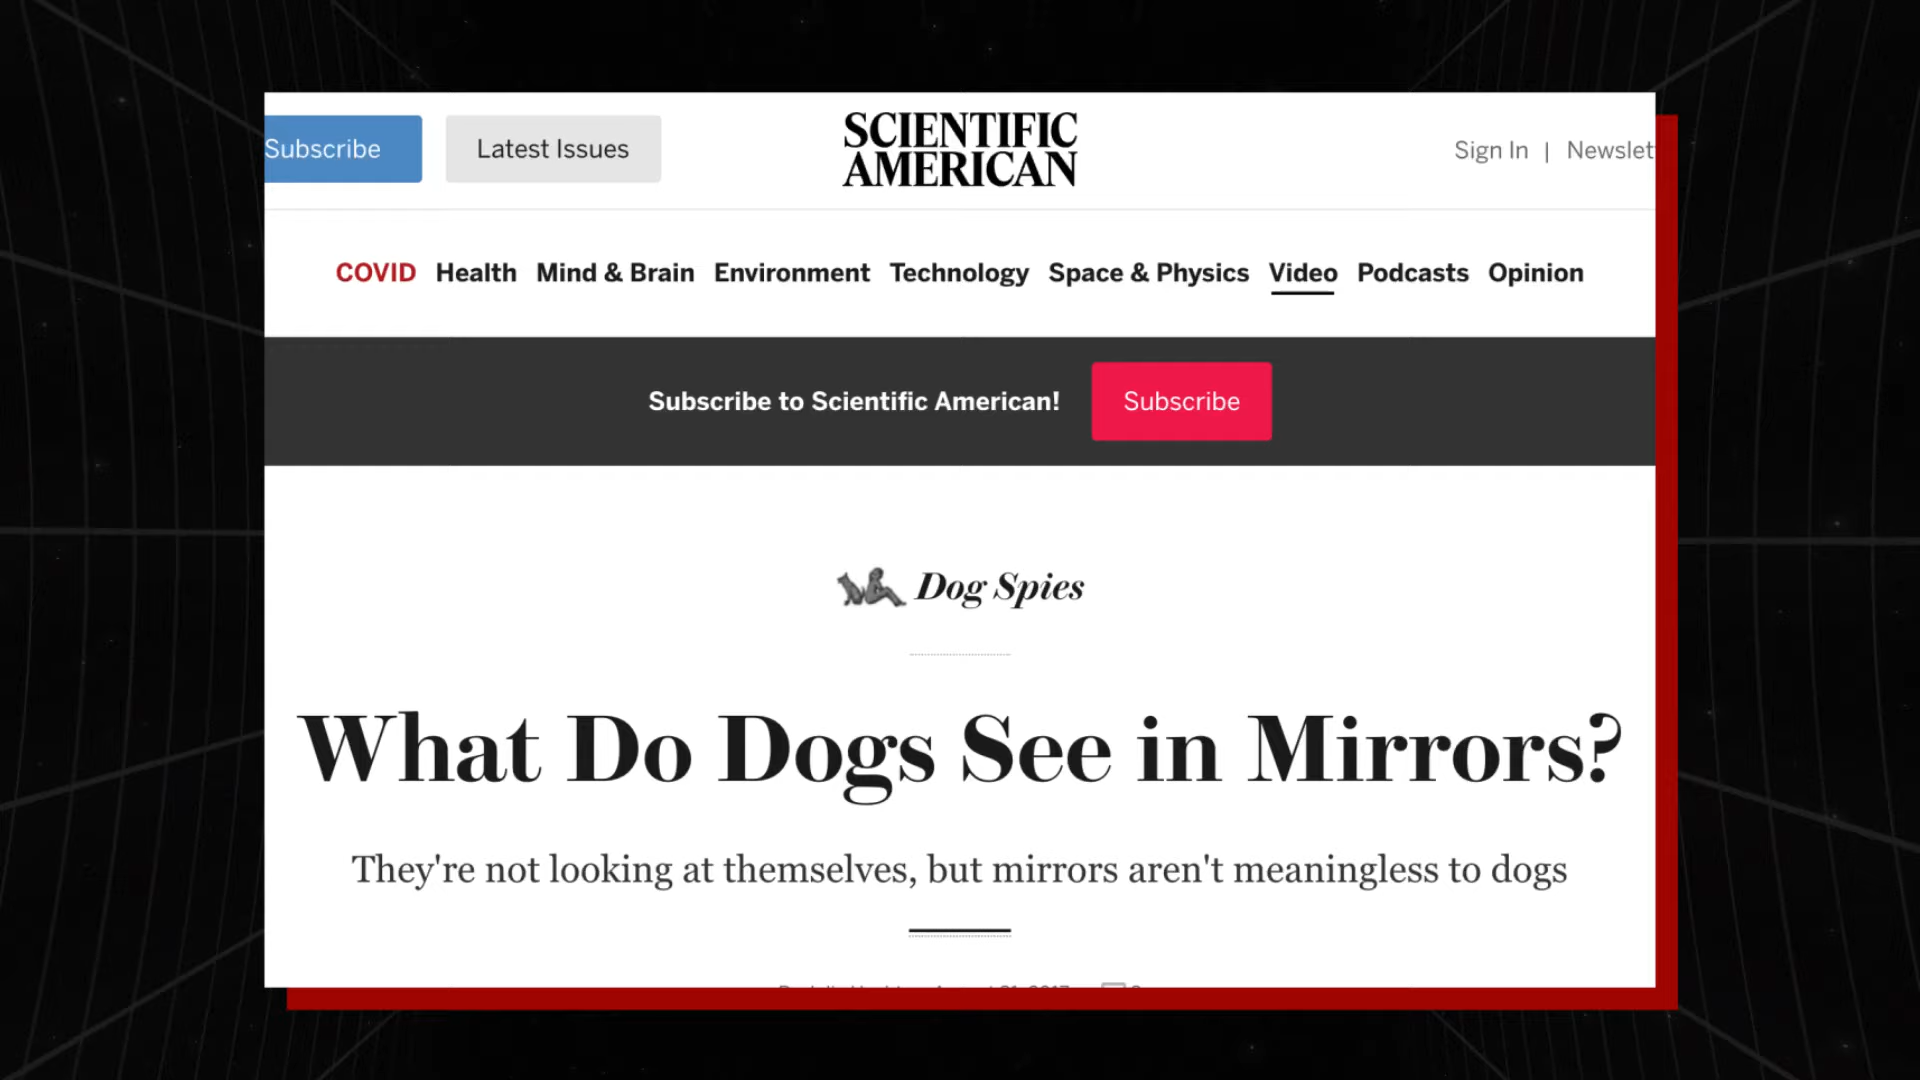 Subscribe
Latest Issues
SCIENTIFIC
AMERICAN
Sign In | Newslet
COVID Health Mind & Brain Environment Technology Space & Physics Video Podcasts Opinion
Subscribe to Scientific American!
Subscribe
Dog Spies
What Do Dogs See in Mirrors?
They're not looking at themselves, but mirrors aren't meaningless to dogs